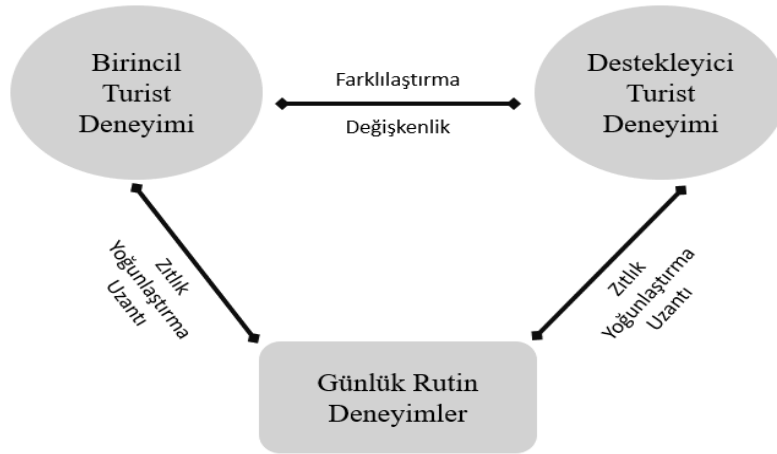 Birincil
Turist
Deneyimi
Farklılaştırma
Değişkenlik
Destekleyici
Turist
Deneyimi
Zıtlık
Yoğunlaştırma
Uzantı
Zıtlık
Yoğunlaştırma
Uzantı
Günlük Rutin
Deneyimler